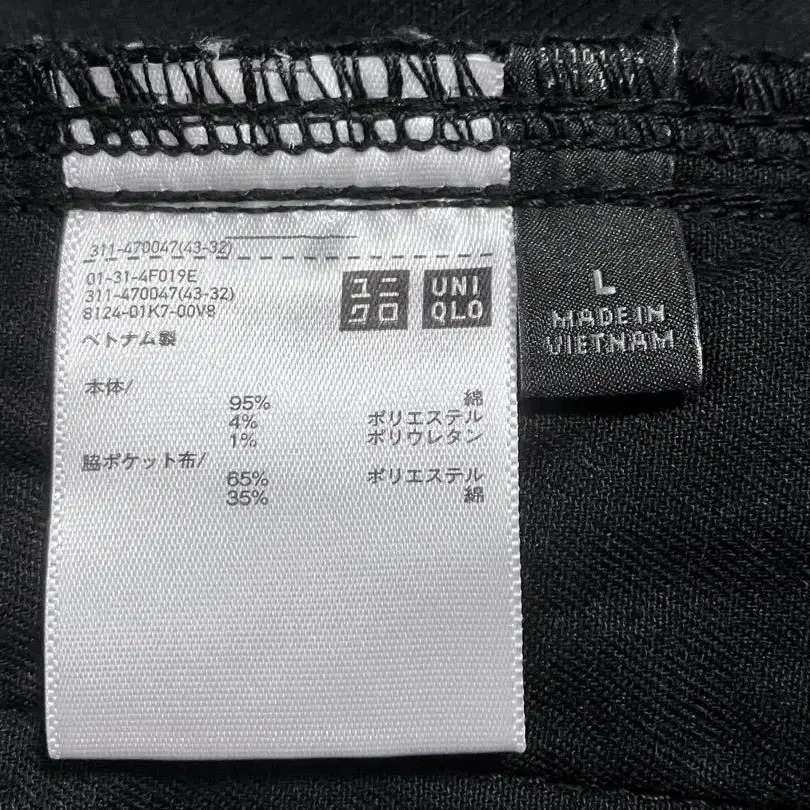 311-470047(43-32)
01-31-4F019E
311-470047(43-32)
8124-01K7-00V8
ベトナム製
ユニ
クロ
UNI
QLO
本体/
95% 綿
4% ポリエステル
1% ポリウレタン
脇ポケット布/
65% ポリエステル
35% 綿
L
MADE IN
VIETNAM